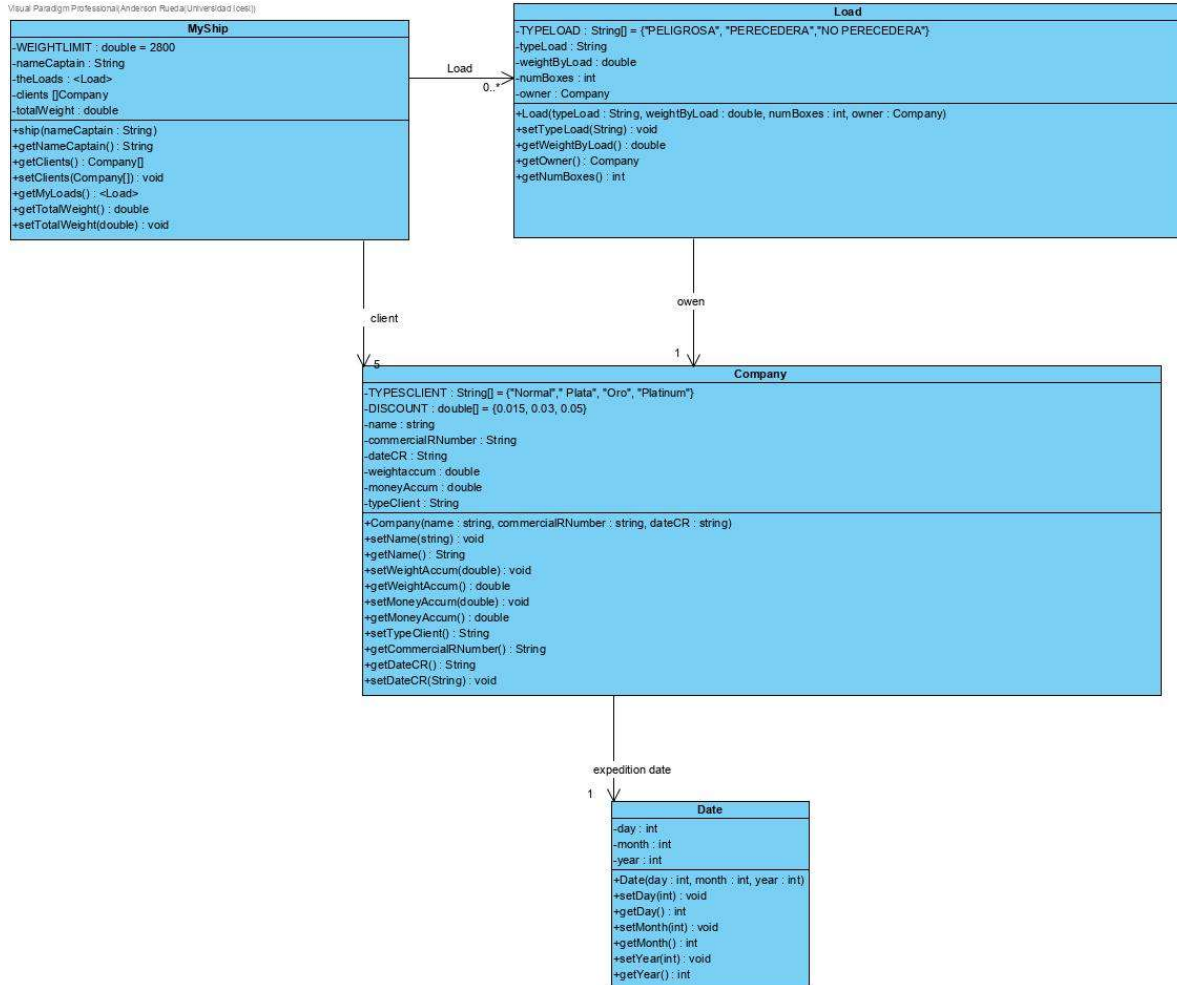 Visual Paradigm Professional(Anderson Rueda(Universidad Icesi))
MyShip
-WEIGHTLIMIT : double = 2800
-nameCaptain : String
-theLoads : <Load>
-clients []Company
-totalWeight : double
+ship(nameCaptain : String)
+getNameCaptain() : String
+getClients() : Company[]
+setClients(Company[]) : void
+getMyLoads() : <Load>
+getTotalWeight() : double
+setTotalWeight(double) : void
Load
0..*
Load
-TYPELOAD : String[] = {"PELIGROSA", "PERECEDERA","NO PERECEDERA"}
-typeLoad : String
-weightByLoad : double
-numBoxes : int
-owner : Company
+Load(typeLoad : String, weightByLoad : double, numBoxes : int, owner : Company)
+setTypeLoad(String) : void
+getWeightByLoad() : double
+getOwner() : Company
+getNumBoxes() : int
client
5
owen
1
Company
-TYPESCLIENT : String[] = {"Normal"," Plata", "Oro", "Platinum"}
-DISCOUNT : double[] = {0.015, 0.03, 0.05}
-name : string
-commercialRNumber : String
-dateCR : String
-weightaccum : double
-moneyAccum : double
-typeClient : String
+Company(name : string, commercialRNumber : string, dateCR : string)
+setName(string) : void
+getName() : String
+setWeightAccum(double) : void
+getWeightAccum() : double
+setMoneyAccum(double) : void
+getMoneyAccum() : double
+setTypeClient() : String
+getCommercialRNumber() : String
+getDateCR() : String
+setDateCR(String) : void
expedition date
1
Date
-day : int
-month : int
-year : int
+Date(day : int, month : int, year : int)
+setDay(int) : void
+getDay() : int
+setMonth(int) : void
+getMonth() : int
+setYear(int) : void
+getYear() : int